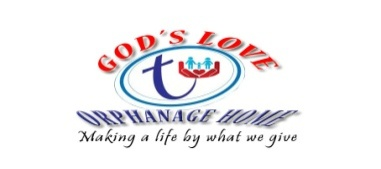 GOD'S LOVE
t
ORPHANAGE HOME
Making a life by what we give